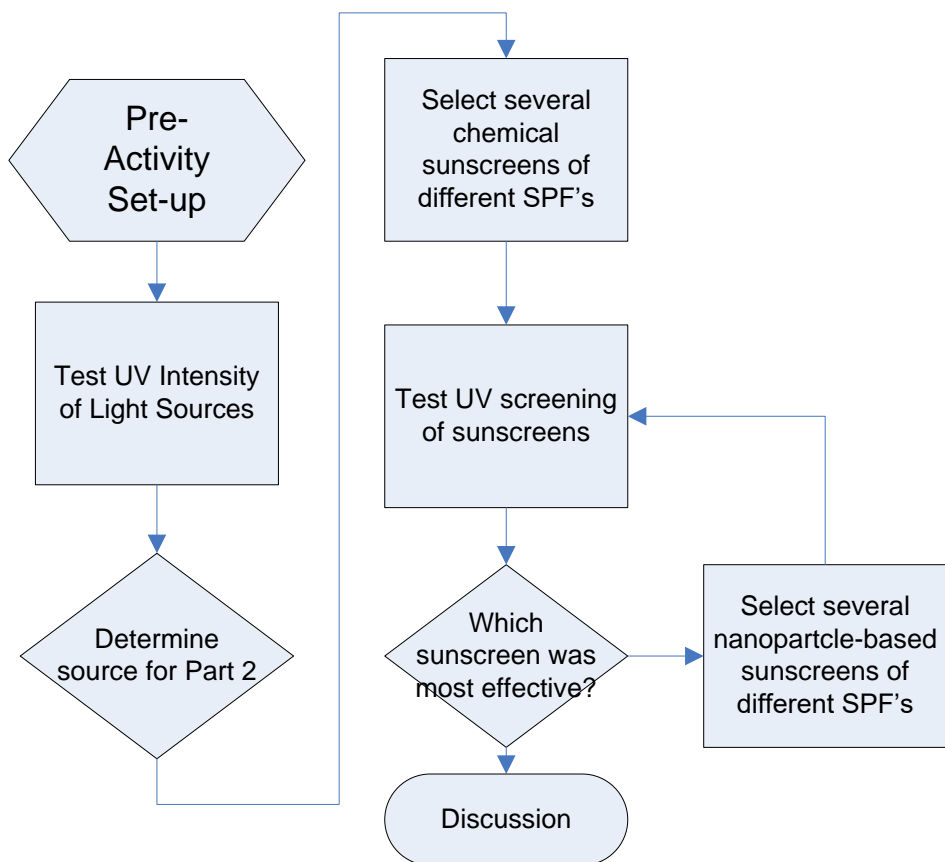 Pre-
Activity
Set-up
Test UV Intensity
of Light Sources
Determine
source for Part 2
Select several
chemical
sunscreens of
different SPF’s
Test UV screening
of sunscreens
Which
sunscreen was
most effective?
Select several
nanopartcle-based
sunscreens of
different SPF’s
Discussion